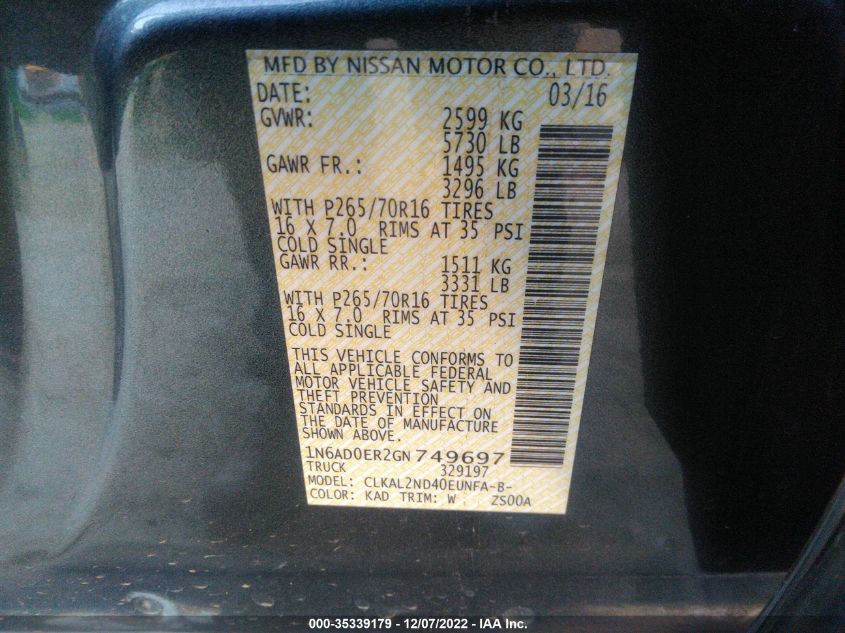 MFD BY NISSAN MOTOR CO., LTD.
DATE: 03/16
GVWR: 2599 KG
5730 LB
GAWR FR.: 1495 KG
3296 LB
WITH P265/70R16 TIRES
16 X 7.0 RIMS AT 35 PSI
COLD SINGLE
GAWR RR.: 1511 KG
3331 LB
WITH P265/70R16 TIRES
16 X 7.0 RIMS AT 35 PSI
COLD SINGLE
THIS VEHICLE CONFORMS TO
ALL APPLICABLE FEDERAL
MOTOR VEHICLE SAFETY AND
THEFT PREVENTION
STANDARDS IN EFFECT ON
THE DATE OF MANUFACTURE
SHOWN ABOVE.
1N6AD0ER2GN749697
TRUCK 329197
MODEL: CLKAL2ND40EUNFA-B-
COLOR: KAD TRIM: W ZS00A
000-35339179 - 12/07/2022 - IAA Inc.